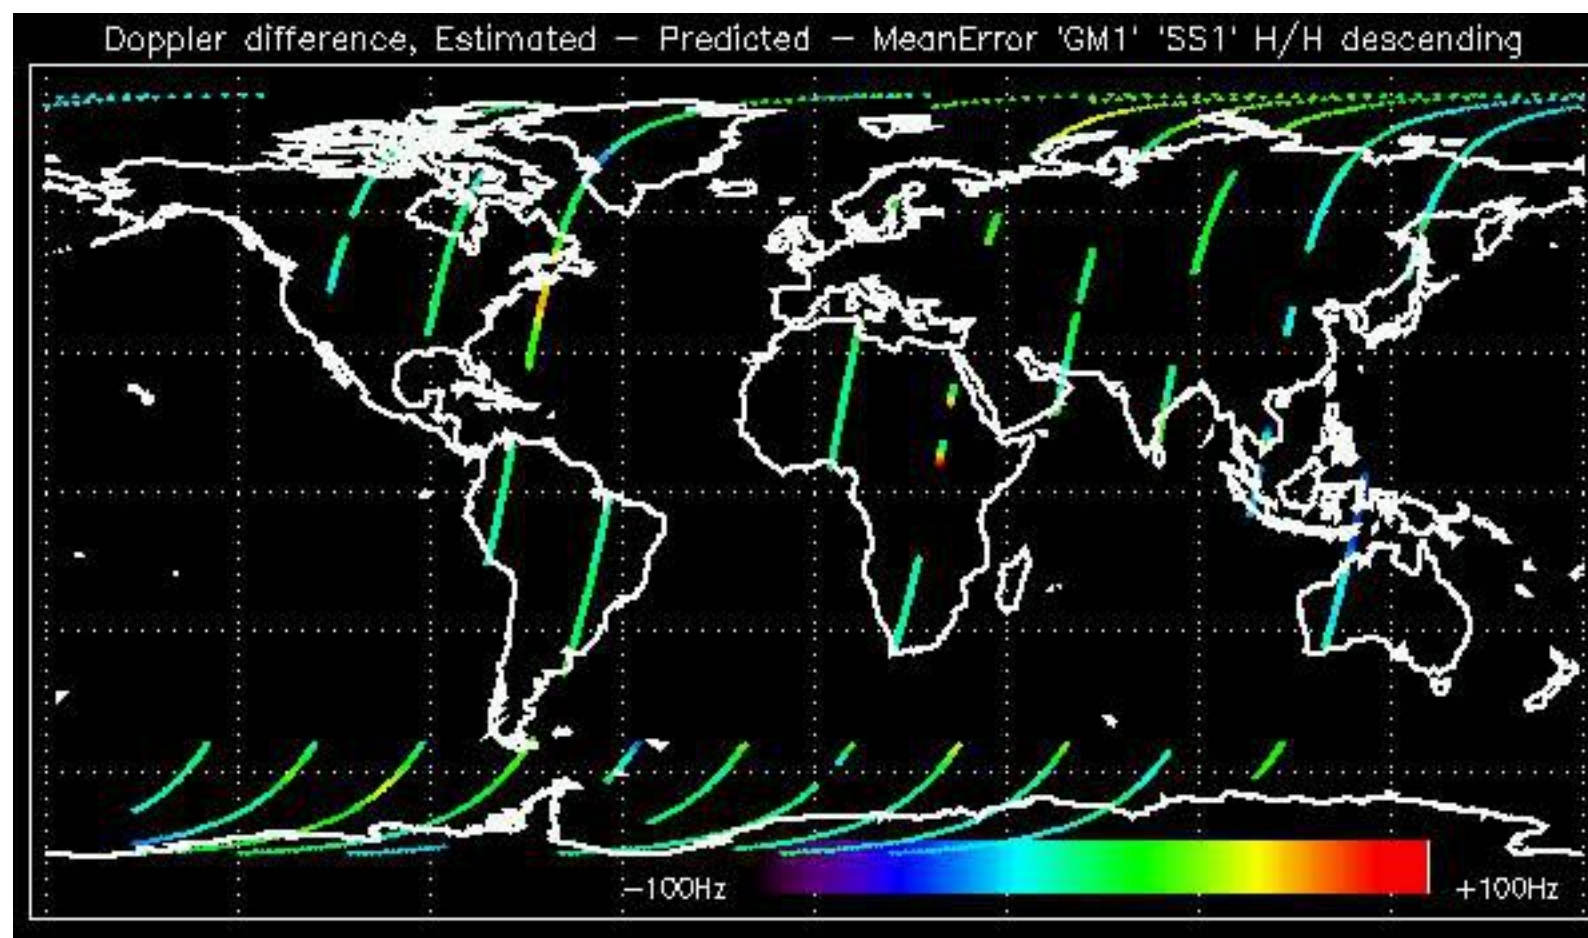 Doppler difference, Estimated – Predicted – MeanError 'GM1' 'SS1' H/H descending
-100Hz
+100Hz